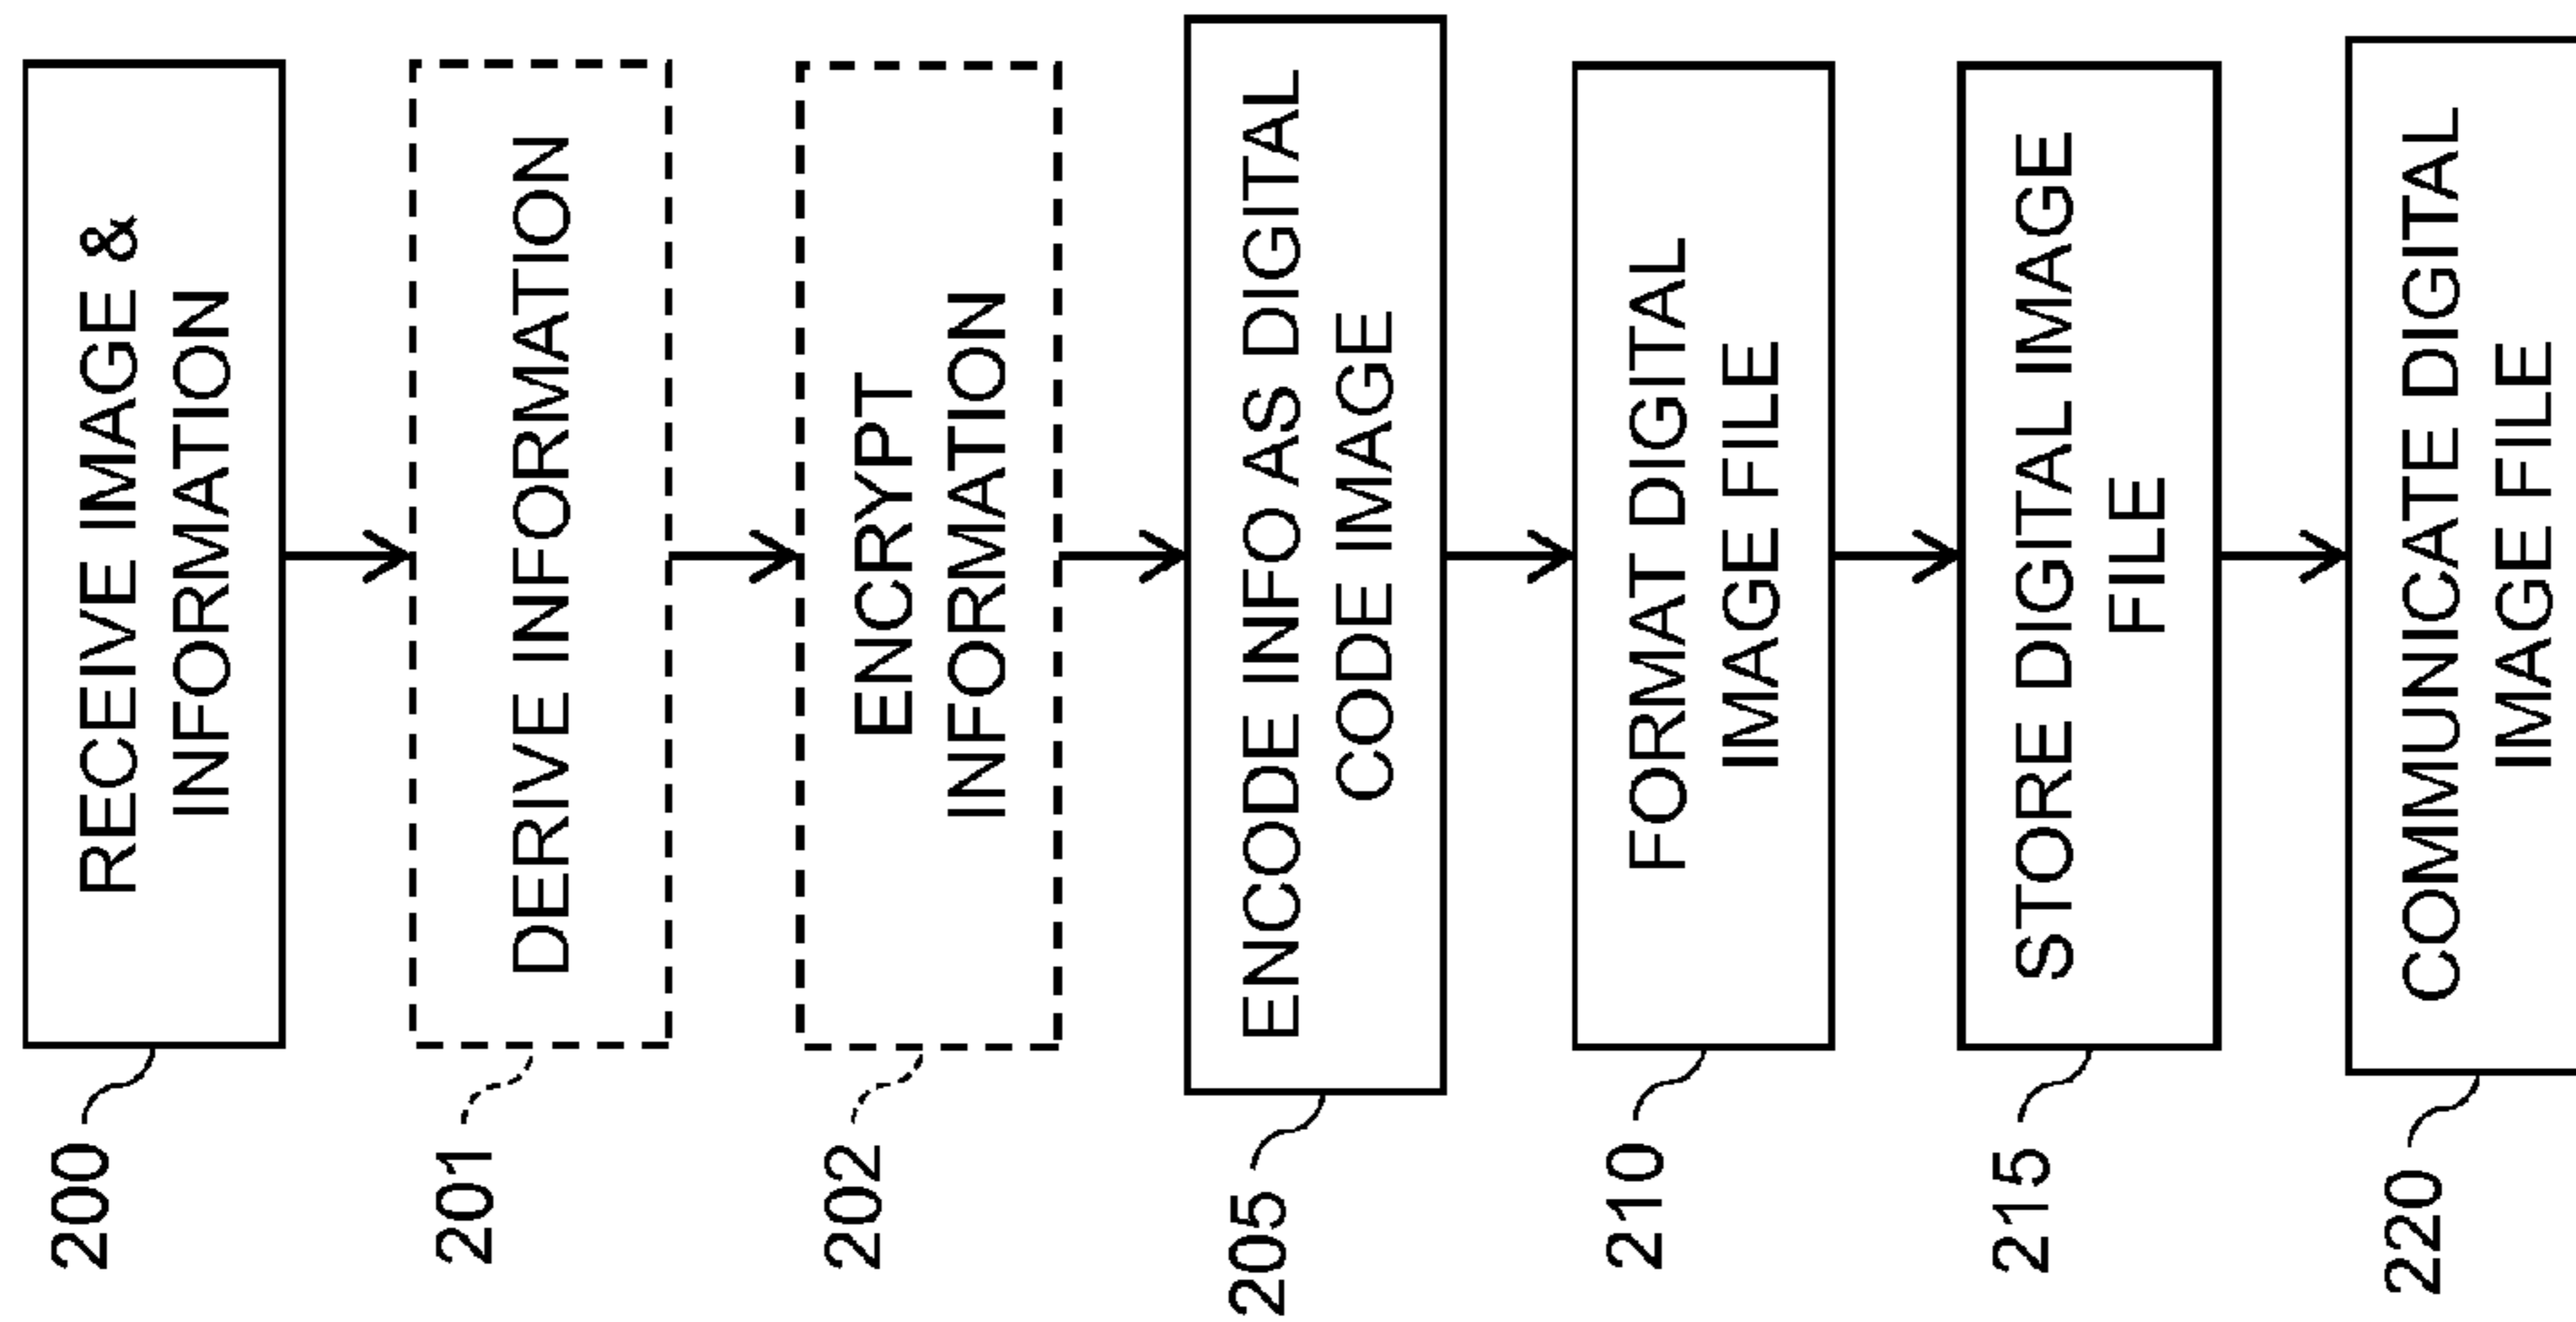 200
RECEIVE IMAGE &
INFORMATION
201
DERIVE INFORMATION
202
ENCRYPT
INFORMATION
205
ENCODE INFO AS DIGITAL
CODE IMAGE
210
FORMAT DIGITAL
IMAGE FILE
215
STORE DIGITAL IMAGE
FILE
220
COMMUNICATE DIGITAL
IMAGE FILE